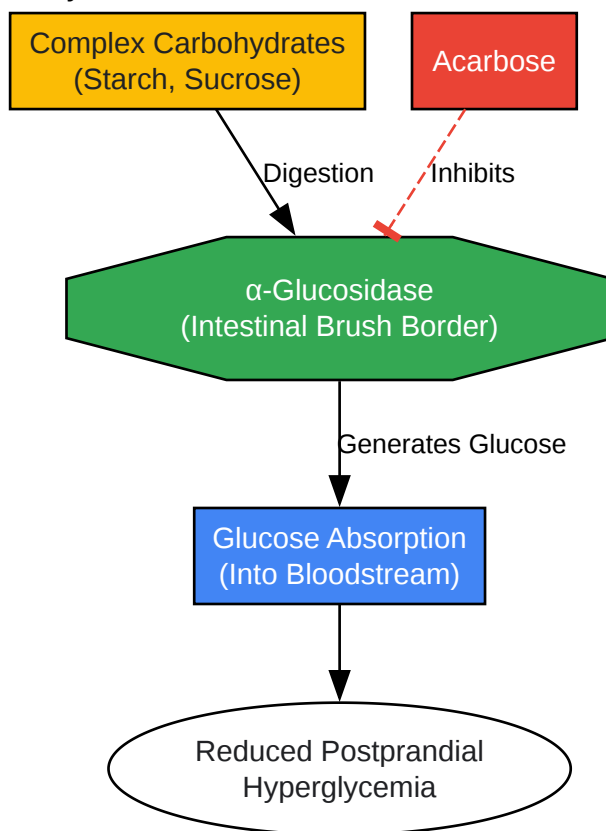 Complex Carbohydrates
(Starch, Sucrose)
Acarbose
Digestion
Inhibits
α-Glucosidase
(Intestinal Brush Border)
Generates Glucose
Glucose Absorption
(Into Bloodstream)
Reduced Postprandial
Hyperglycemia